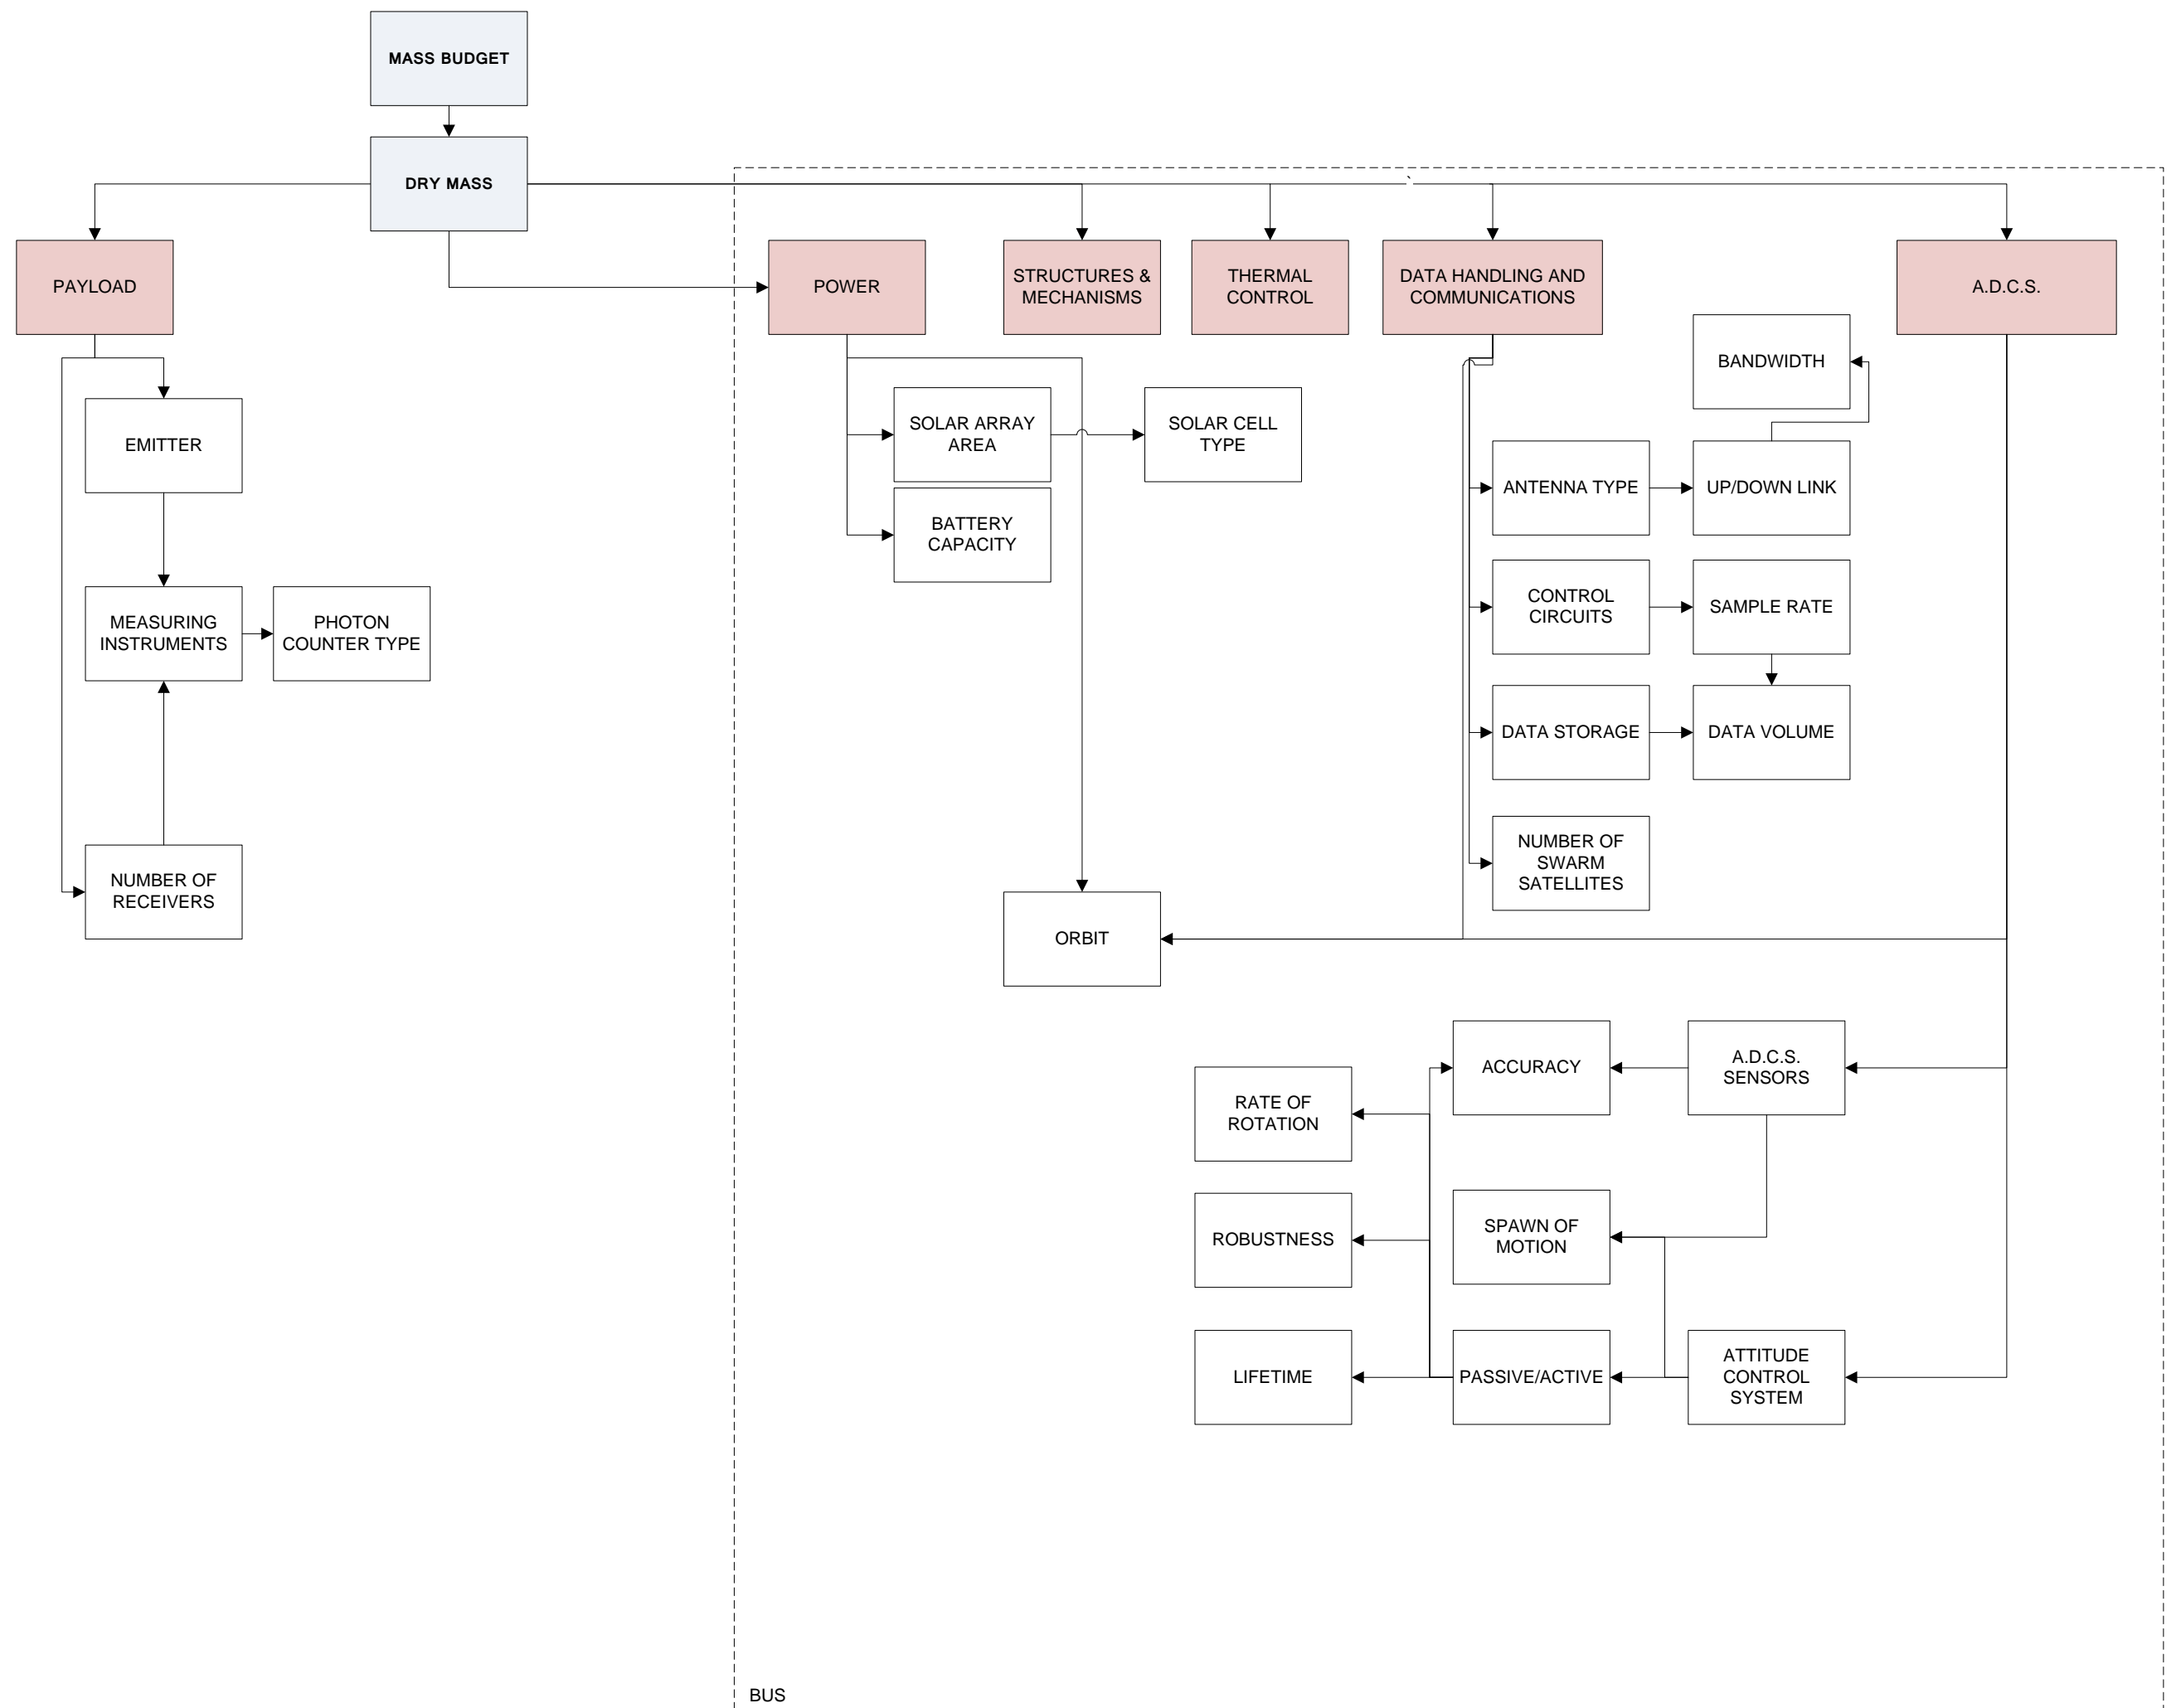 MASS BUDGET
DRY MASS
PAYLOAD
POWER
STRUCTURES &
MECHANISMS
THERMAL
CONTROL
DATA HANDLING AND
COMMUNICATIONS
A.D.C.S.
BANDWIDTH
EMITTER
SOLAR ARRAY
AREA
SOLAR CELL
TYPE
ANTENNA TYPE
UP/DOWN LINK
BATTERY
CAPACITY
MEASURING
INSTRUMENTS
PHOTON
COUNTER TYPE
CONTROL
CIRCUITS
SAMPLE RATE
DATA STORAGE
DATA VOLUME
NUMBER OF
SWARM
SATELLITES
NUMBER OF
RECEIVERS
ORBIT
ACCURACY
A.D.C.S.
SENSORS
RATE OF
ROTATION
ROBUSTNESS
SPAWN OF
MOTION
LIFETIME
PASSIVE/ACTIVE
ATTITUDE
CONTROL
SYSTEM
BUS